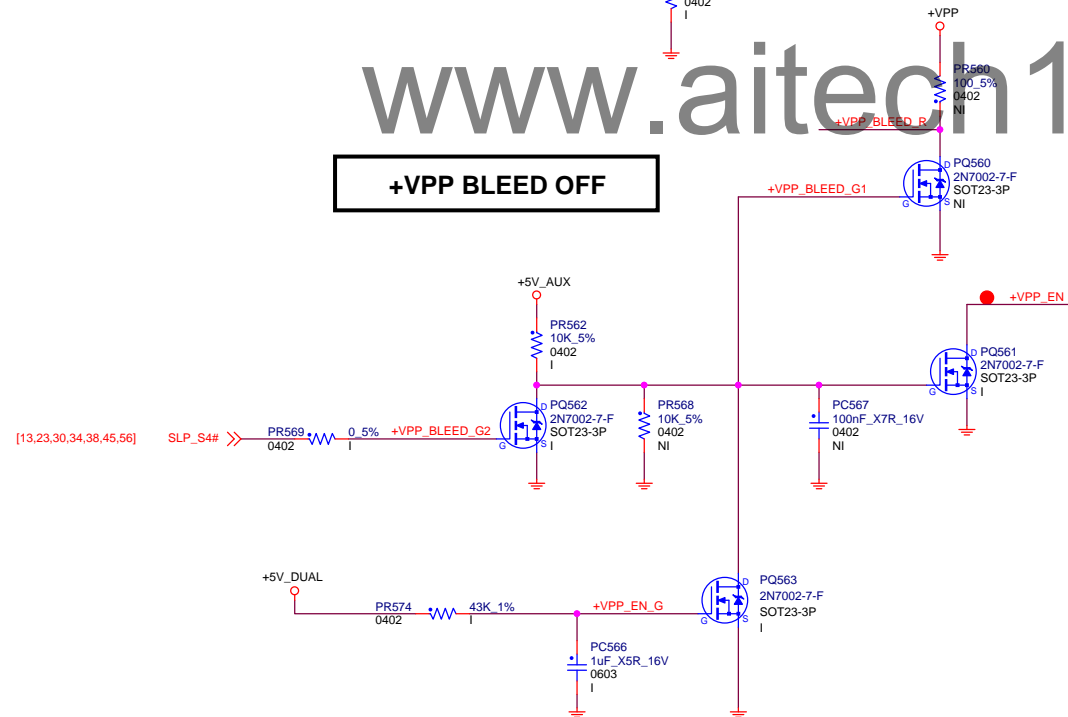 0402
I
+VPP
www.aitech1
PR560
100_5%
0402
NI
+VPP_BLEED_R
+VPP BLEED OFF
+VPP_BLEED_G1
D
G
S
PQ560
2N7002-7-F
SOT23-3P
NI
+5V_AUX
+VPP_EN
PR562
10K_5%
0402
I
D
G
S
PQ561
2N7002-7-F
SOT23-3P
I
[13,23,30,34,38,45,56]
SLP_S4#
PR569
0402
0_5%
I
+VPP_BLEED_G2
D
G
S
PQ562
2N7002-7-F
SOT23-3P
I
PR568
10K_5%
0402
NI
PC567
100nF_X7R_16V
0402
NI
+5V_DUAL
PR574
0402
43K_1%
I
+VPP_EN_G
D
G
S
PQ563
2N7002-7-F
SOT23-3P
I
PC566
1uF_X5R_16V
0603
I